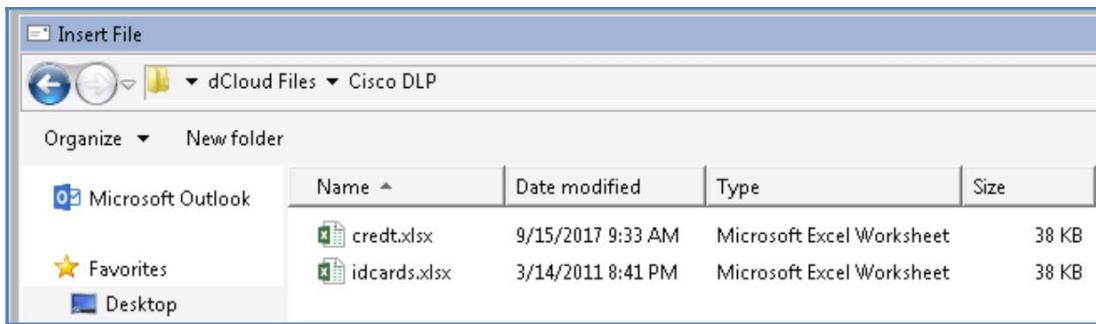 Insert File
dCloud Files Cisco DLP
Organize New folder
Microsoft Outlook
Favorites
Desktop
Name Date modified Type Size
credt.xlsx 9/15/2017 9:33 AM Microsoft Excel Worksheet 38 KB
idcards.xlsx 3/14/2011 8:41 PM Microsoft Excel Worksheet 38 KB